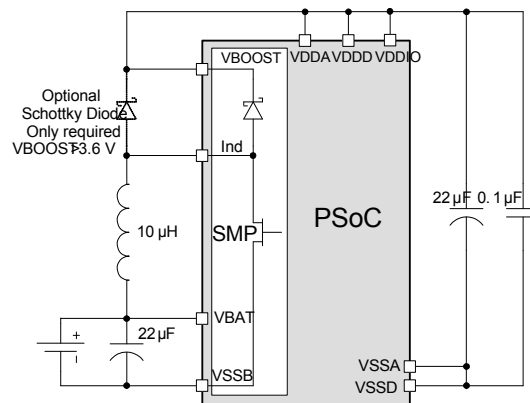 VBOOST
VDDA VDDD VDDIO
Optional
Schottky Diode
Only required
VBOOST>3.6 V
Ind
22 µF 0.1 µF
10 µH
SMP
PSoC
VBAT
22 µF
+
VSSA
VSSB
VSSD